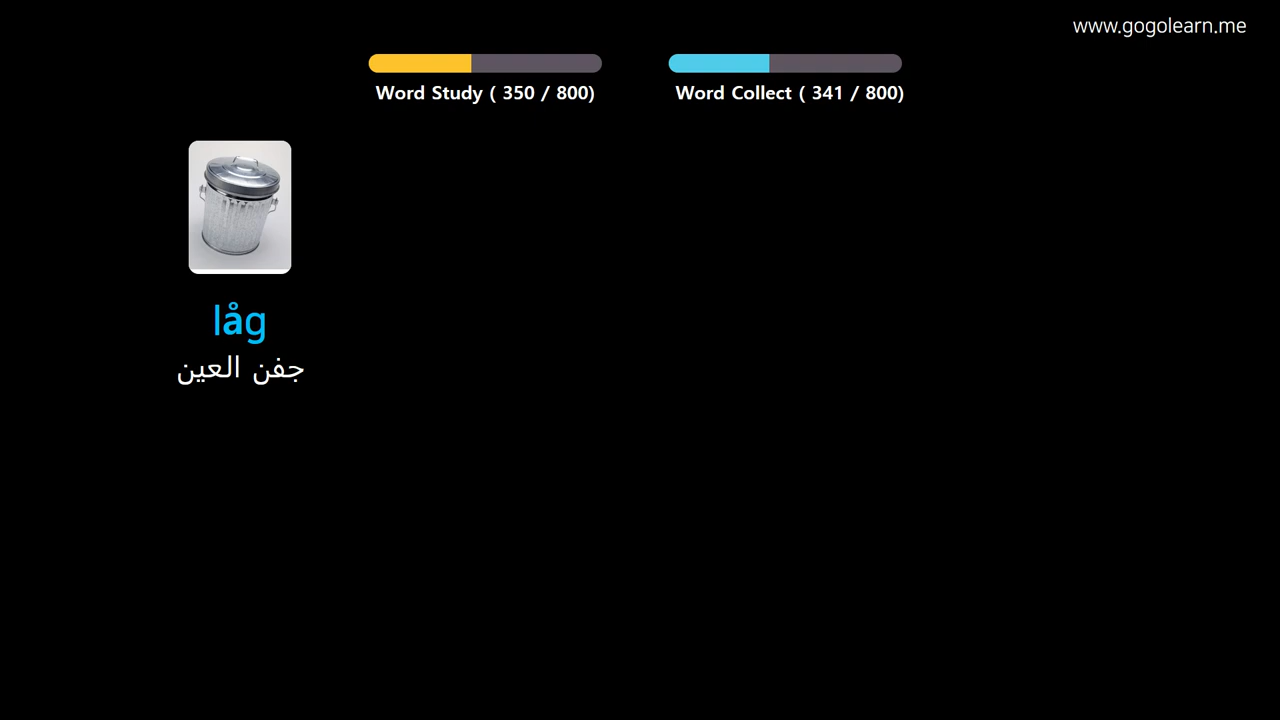 www.gogolearn.me
Word Study ( 350 / 800)
Word Collect ( 341 / 800)
låg
جفن العين